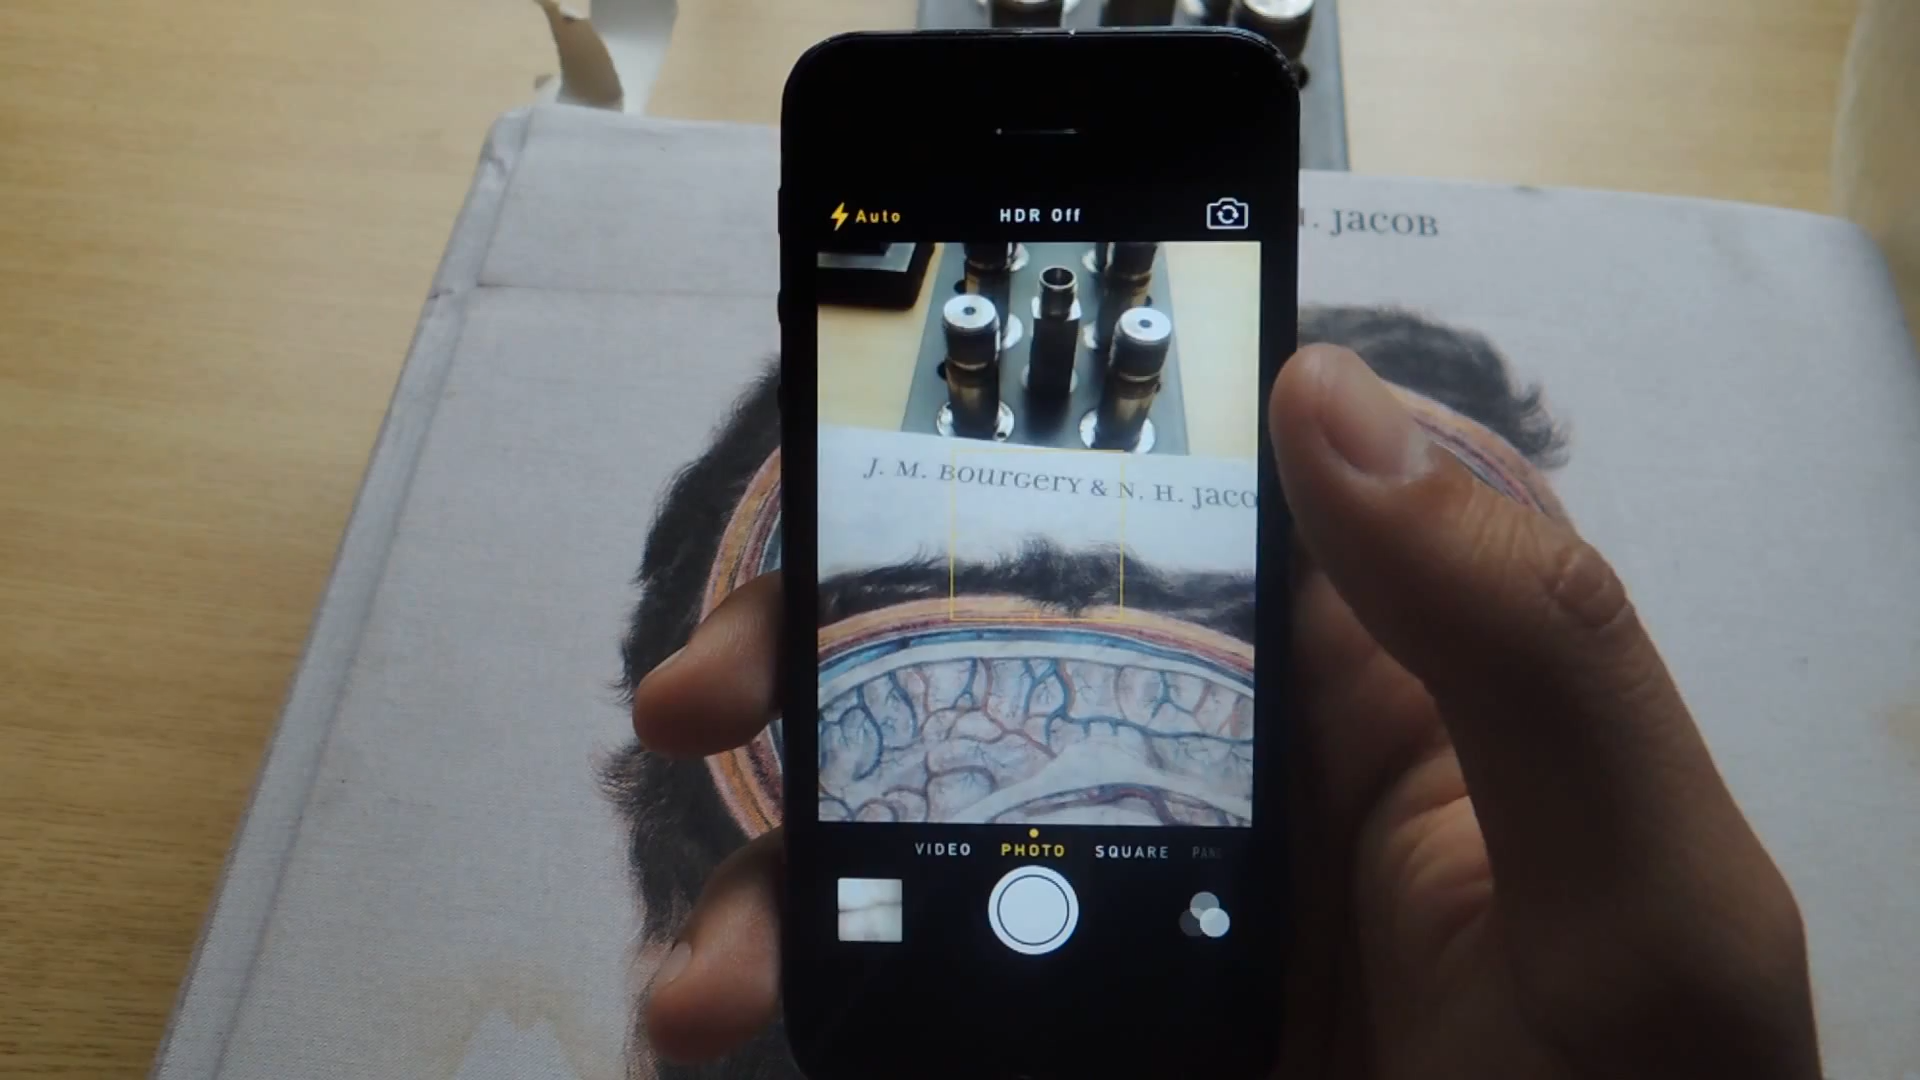 Auto HDR Off
J. M. Bourgery & N. H. Jaco
H. Jacob
VIDEO PHOTO SQUARE